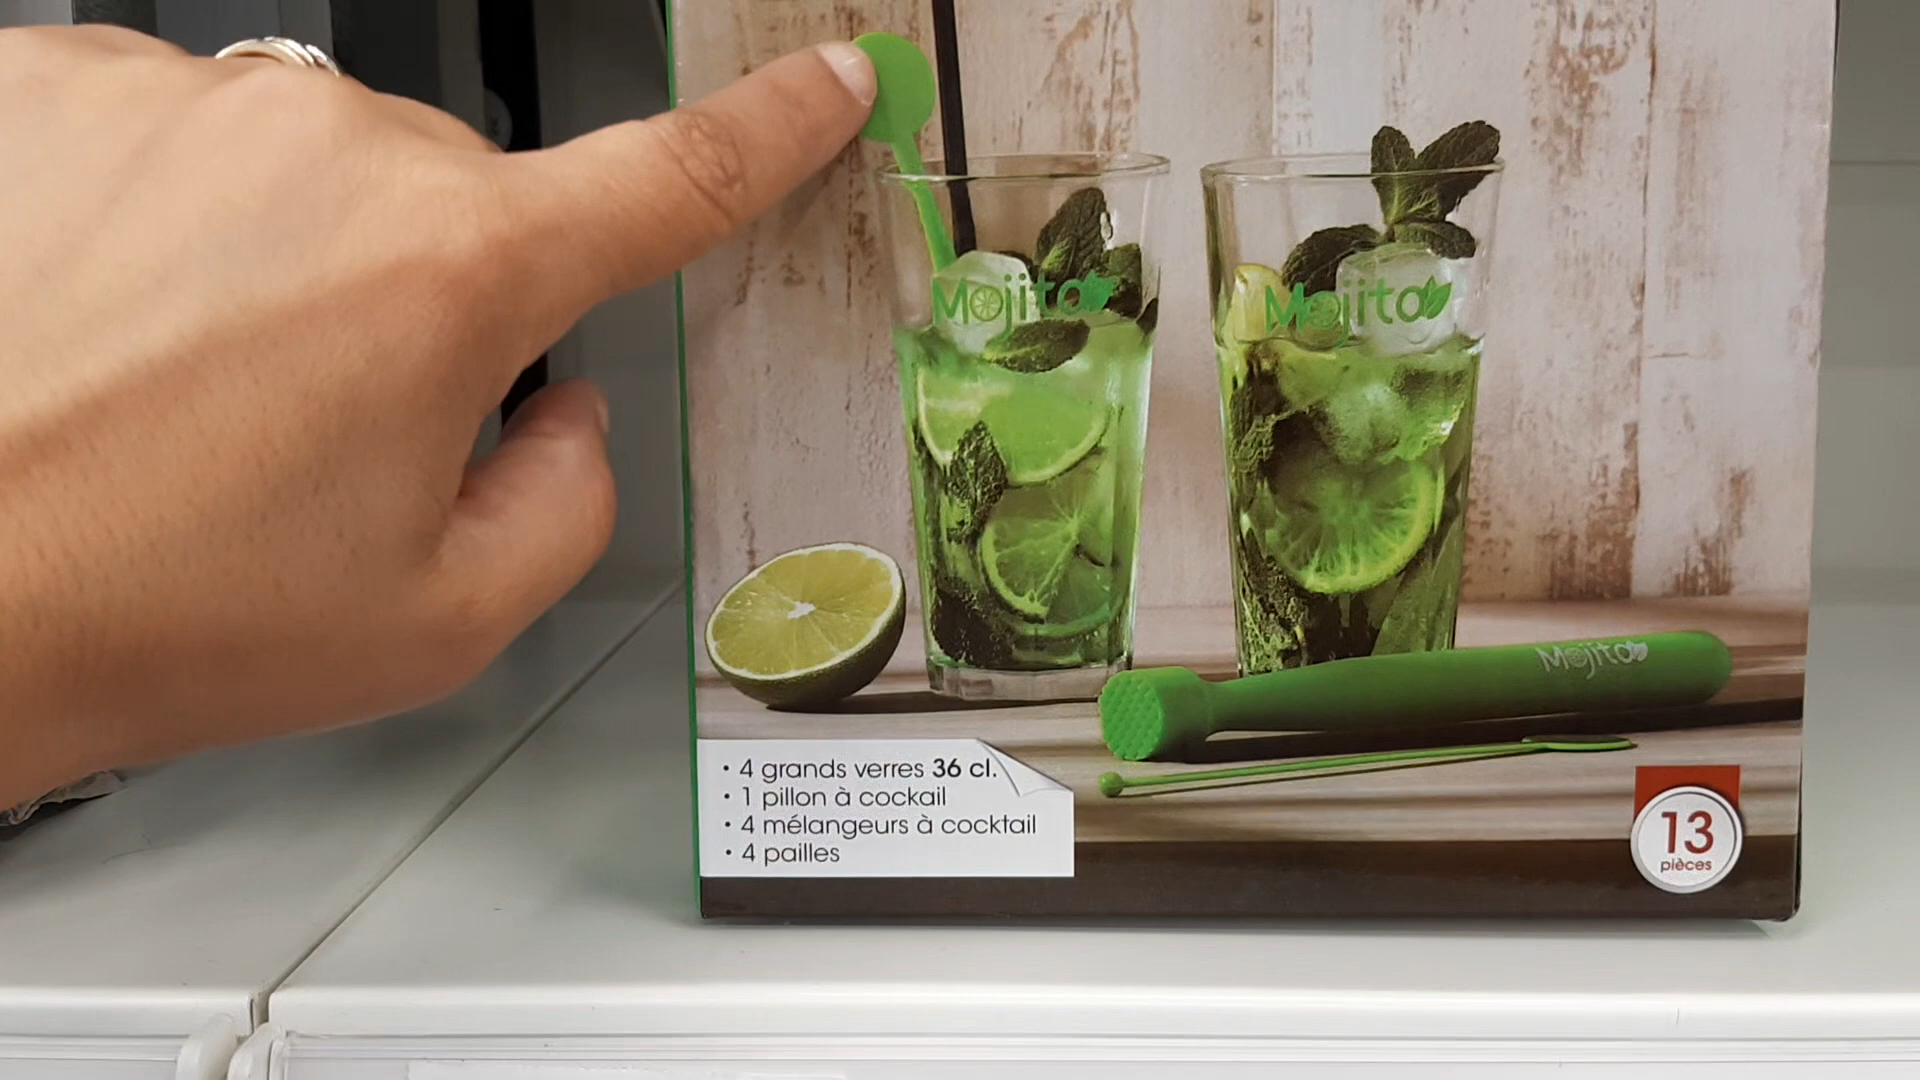 Mojito
Mojito
Mojito
• 4 grands verres 36 cl.
• 1 pillon à cockail
• 4 mélangeurs à cocktail
• 4 pailles
13
pièces